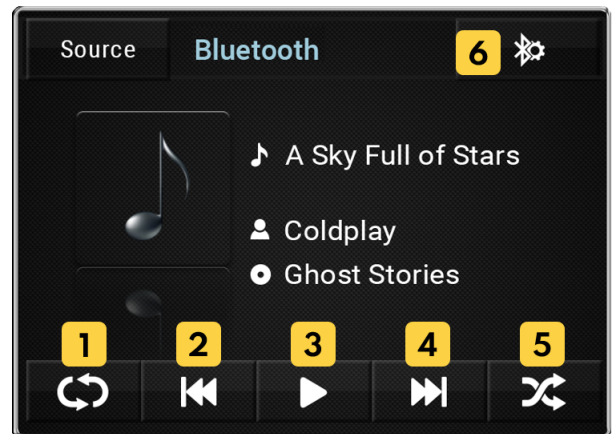 Source
Bluetooth
6
A Sky Full of Stars
Coldplay
Ghost Stories
1
2
3
4
5